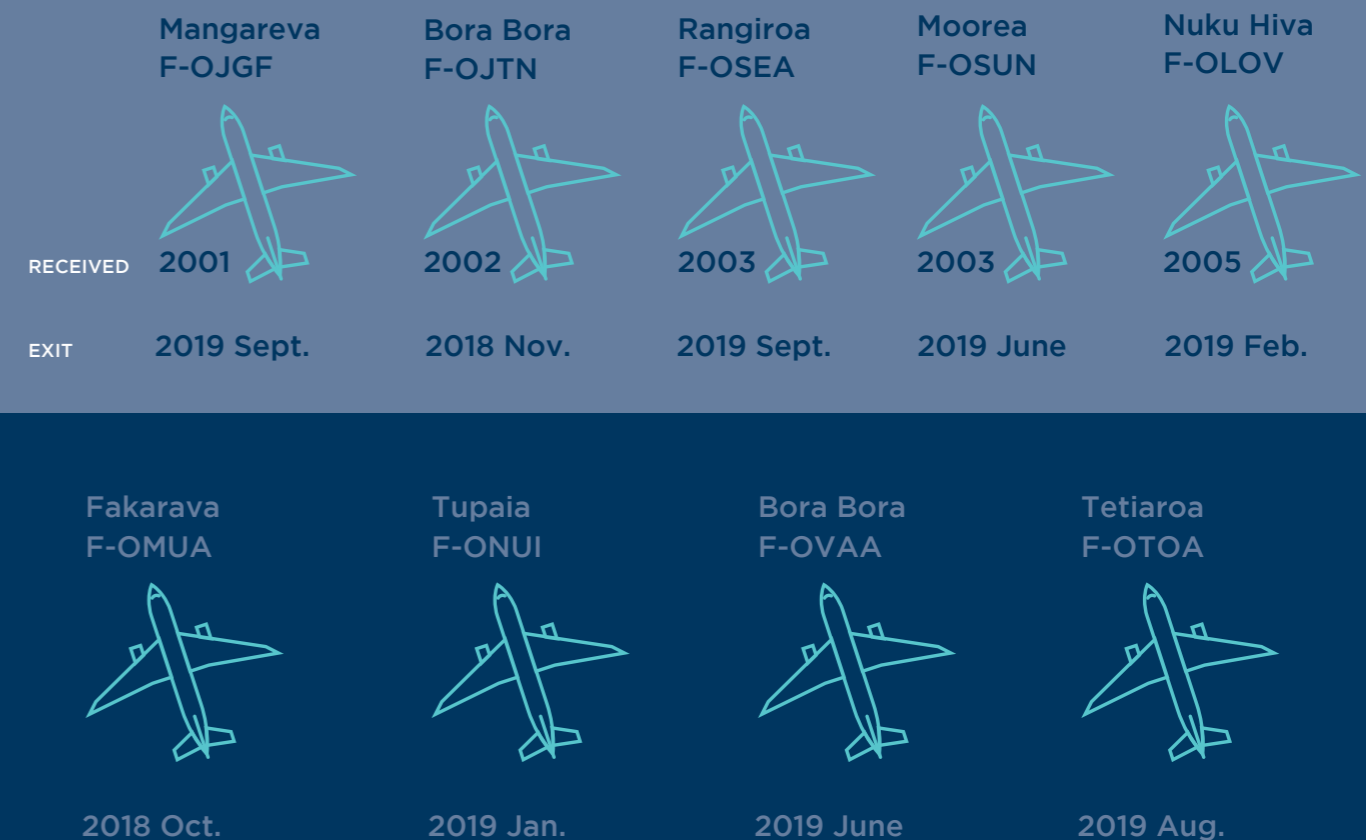 Mangareva Bora Bora Rangiroa Moorea Nuku Hiva
F-OJGF F-OJTN F-OSEA F-OSUN F-OLOV
RECEIVED 2001 2002 2003 2003 2005
EXIT 2019 Sept. 2018 Nov. 2019 Sept. 2019 June 2019 Feb.
Fakarava Tupaia Bora Bora Tetiaroa
F-OMUA F-ONUI F-OVAA F-OTOA
2018 Oct. 2019 Jan. 2019 June 2019 Aug.